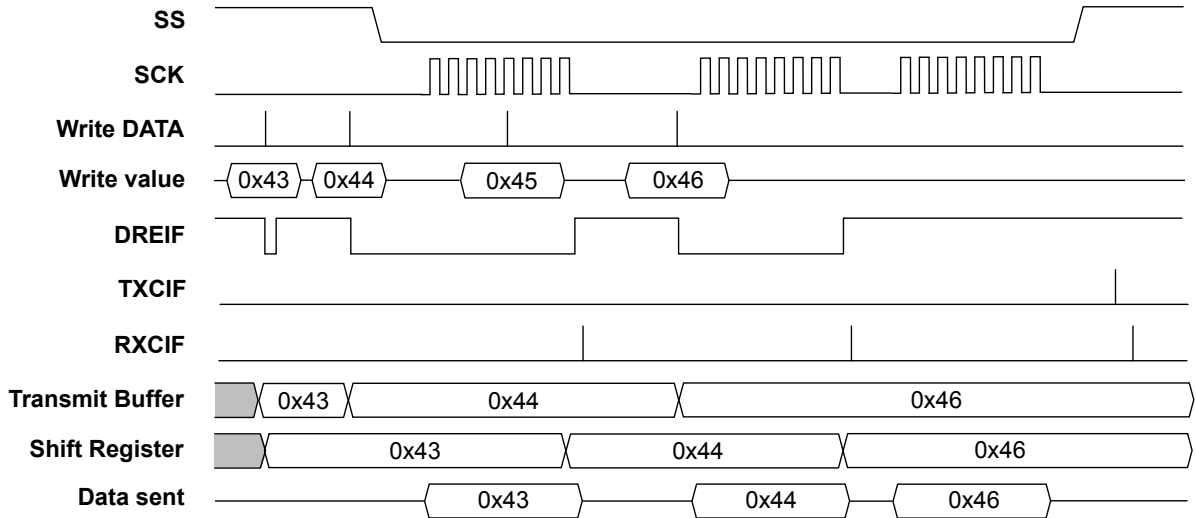 SS
SCK
Write DATA
Write value 0x43 0x44 0x45 0x46
DREIF
TXCIF
RXCIF
Transmit Buffer 0x43 0x44 0x46
Shift Register 0x43 0x44 0x46
Data sent 0x43 0x44 0x46